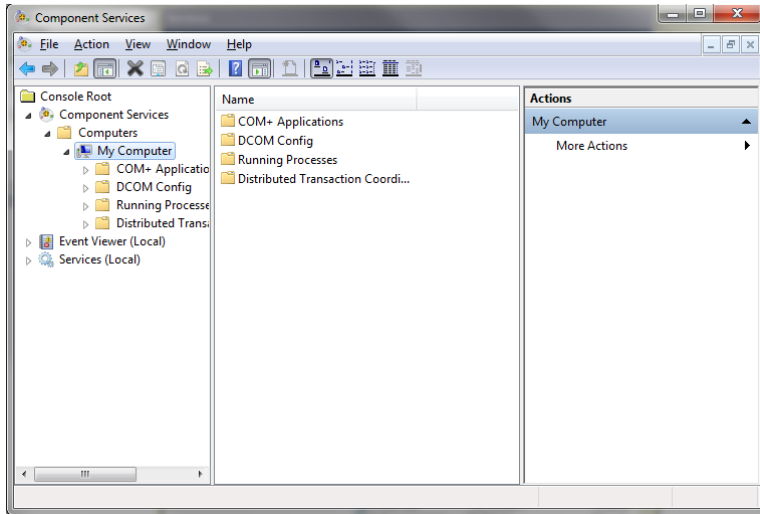 Component Services
File Action View Window Help
Console Root
Component Services
Computers
My Computer
COM+ Applicatio
DCOM Config
Running Processe
Distributed Trans
Event Viewer (Local)
Services (Local)
Name
COM+ Applications
DCOM Config
Running Processes
Distributed Transaction Coordi...
Actions
My Computer
More Actions